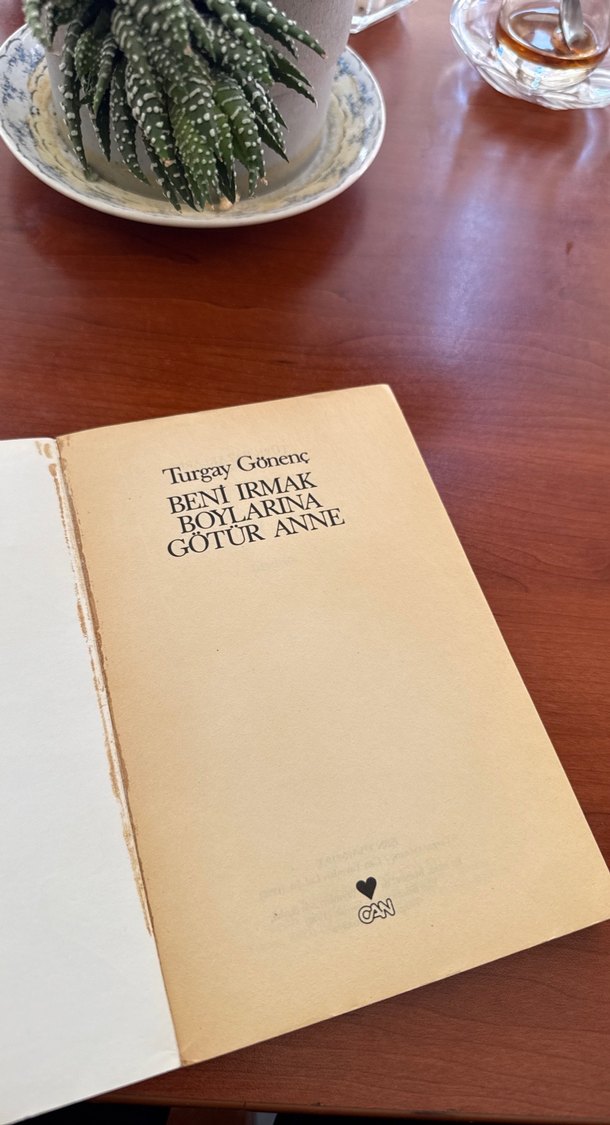 Turgay Gönenç
BENİ IRMAK
BOYLARINA
GÖTÜR ANNE
CAN